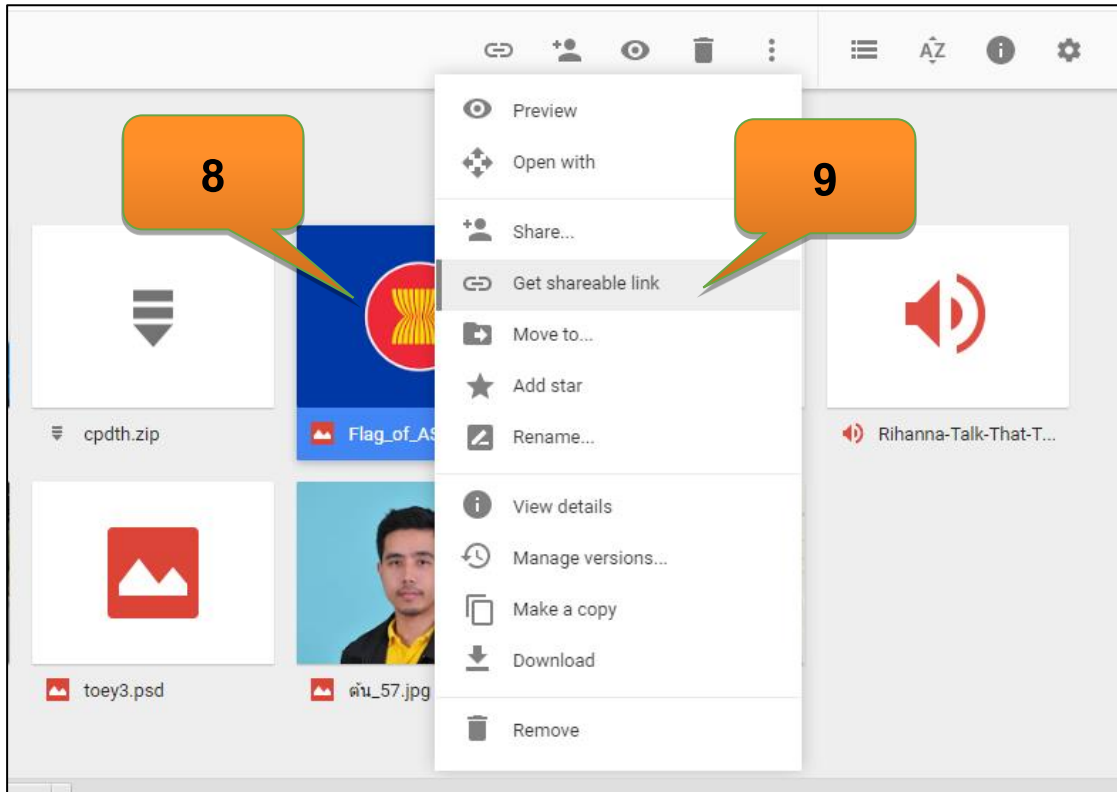 AZ
Preview
8
Open with
9
Share...
Get shareable link
Move to...
Add star
cpdth.zip
Flag_of_AS
Rename...
Rihanna-Talk-That-T...
View details
Manage versions...
Make a copy
Download
toey3.psd
ต้น_57.jpg
Remove